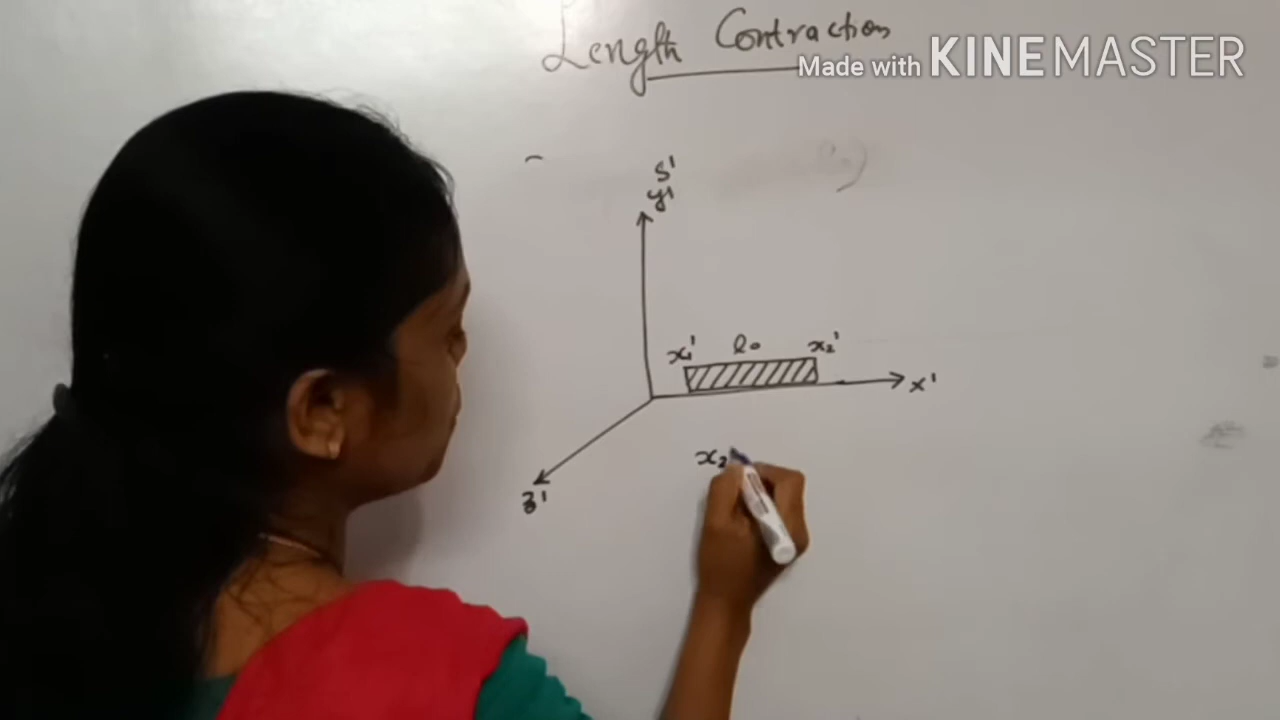 Length Contraction
Made with KINEMASTER
S'
y'
x₁' l₀ x₂'
x'
x₂
z'